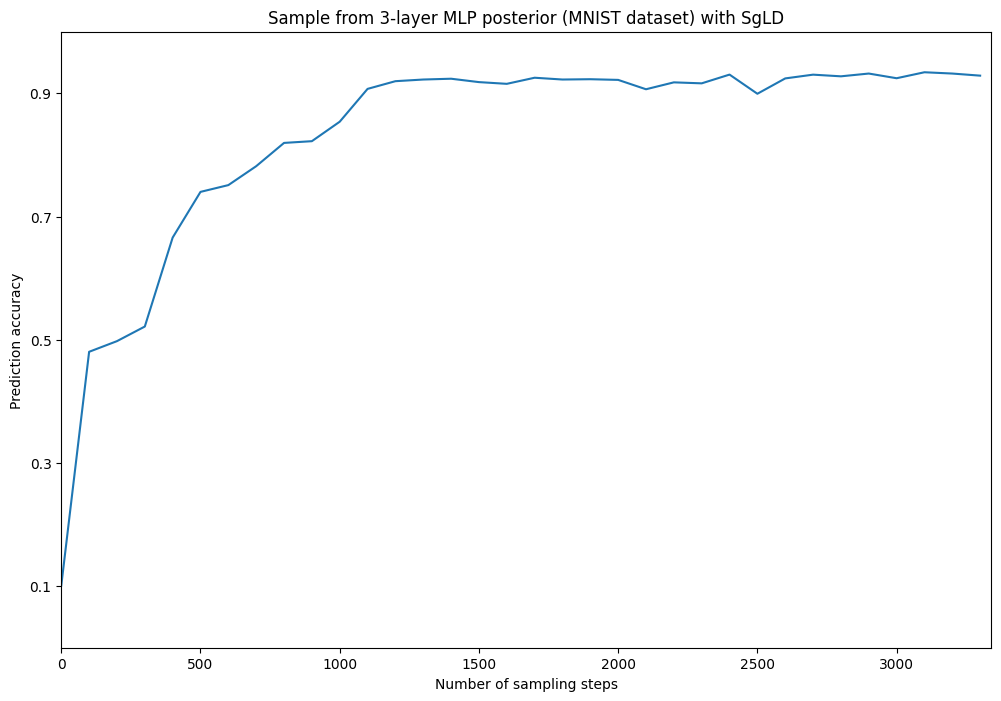 Sample from 3-layer MLP posterior (MNIST dataset) with SgLD
Prediction accuracy
0.9
0.7
0.5
0.3
0.1
0 500 1000 1500 2000 2500 3000
Number of sampling steps